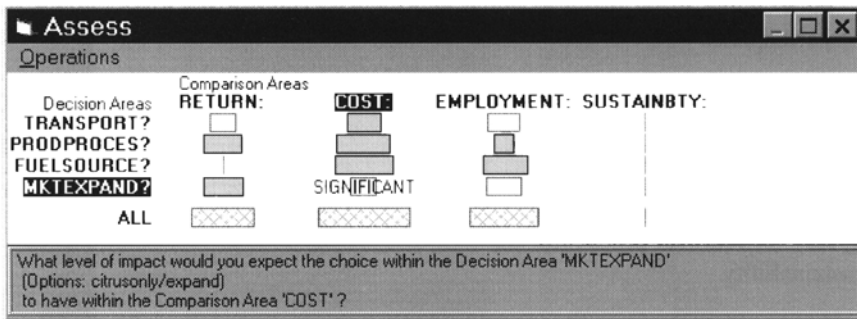 Assess
Operations
Comparison Areas
Decision Areas RETURN: COST: EMPLOYMENT: SUSTAINBTY:
TRANSPORT?
PRODPROCES?
FUELSOURCE?
MKTEXPAND? SIGNIFICANT
ALL
What level of impact would you expect the choice within the Decision Area 'MKTEXPAND'
(Options: citrusonly/expand)
to have within the Comparison Area 'COST' ?